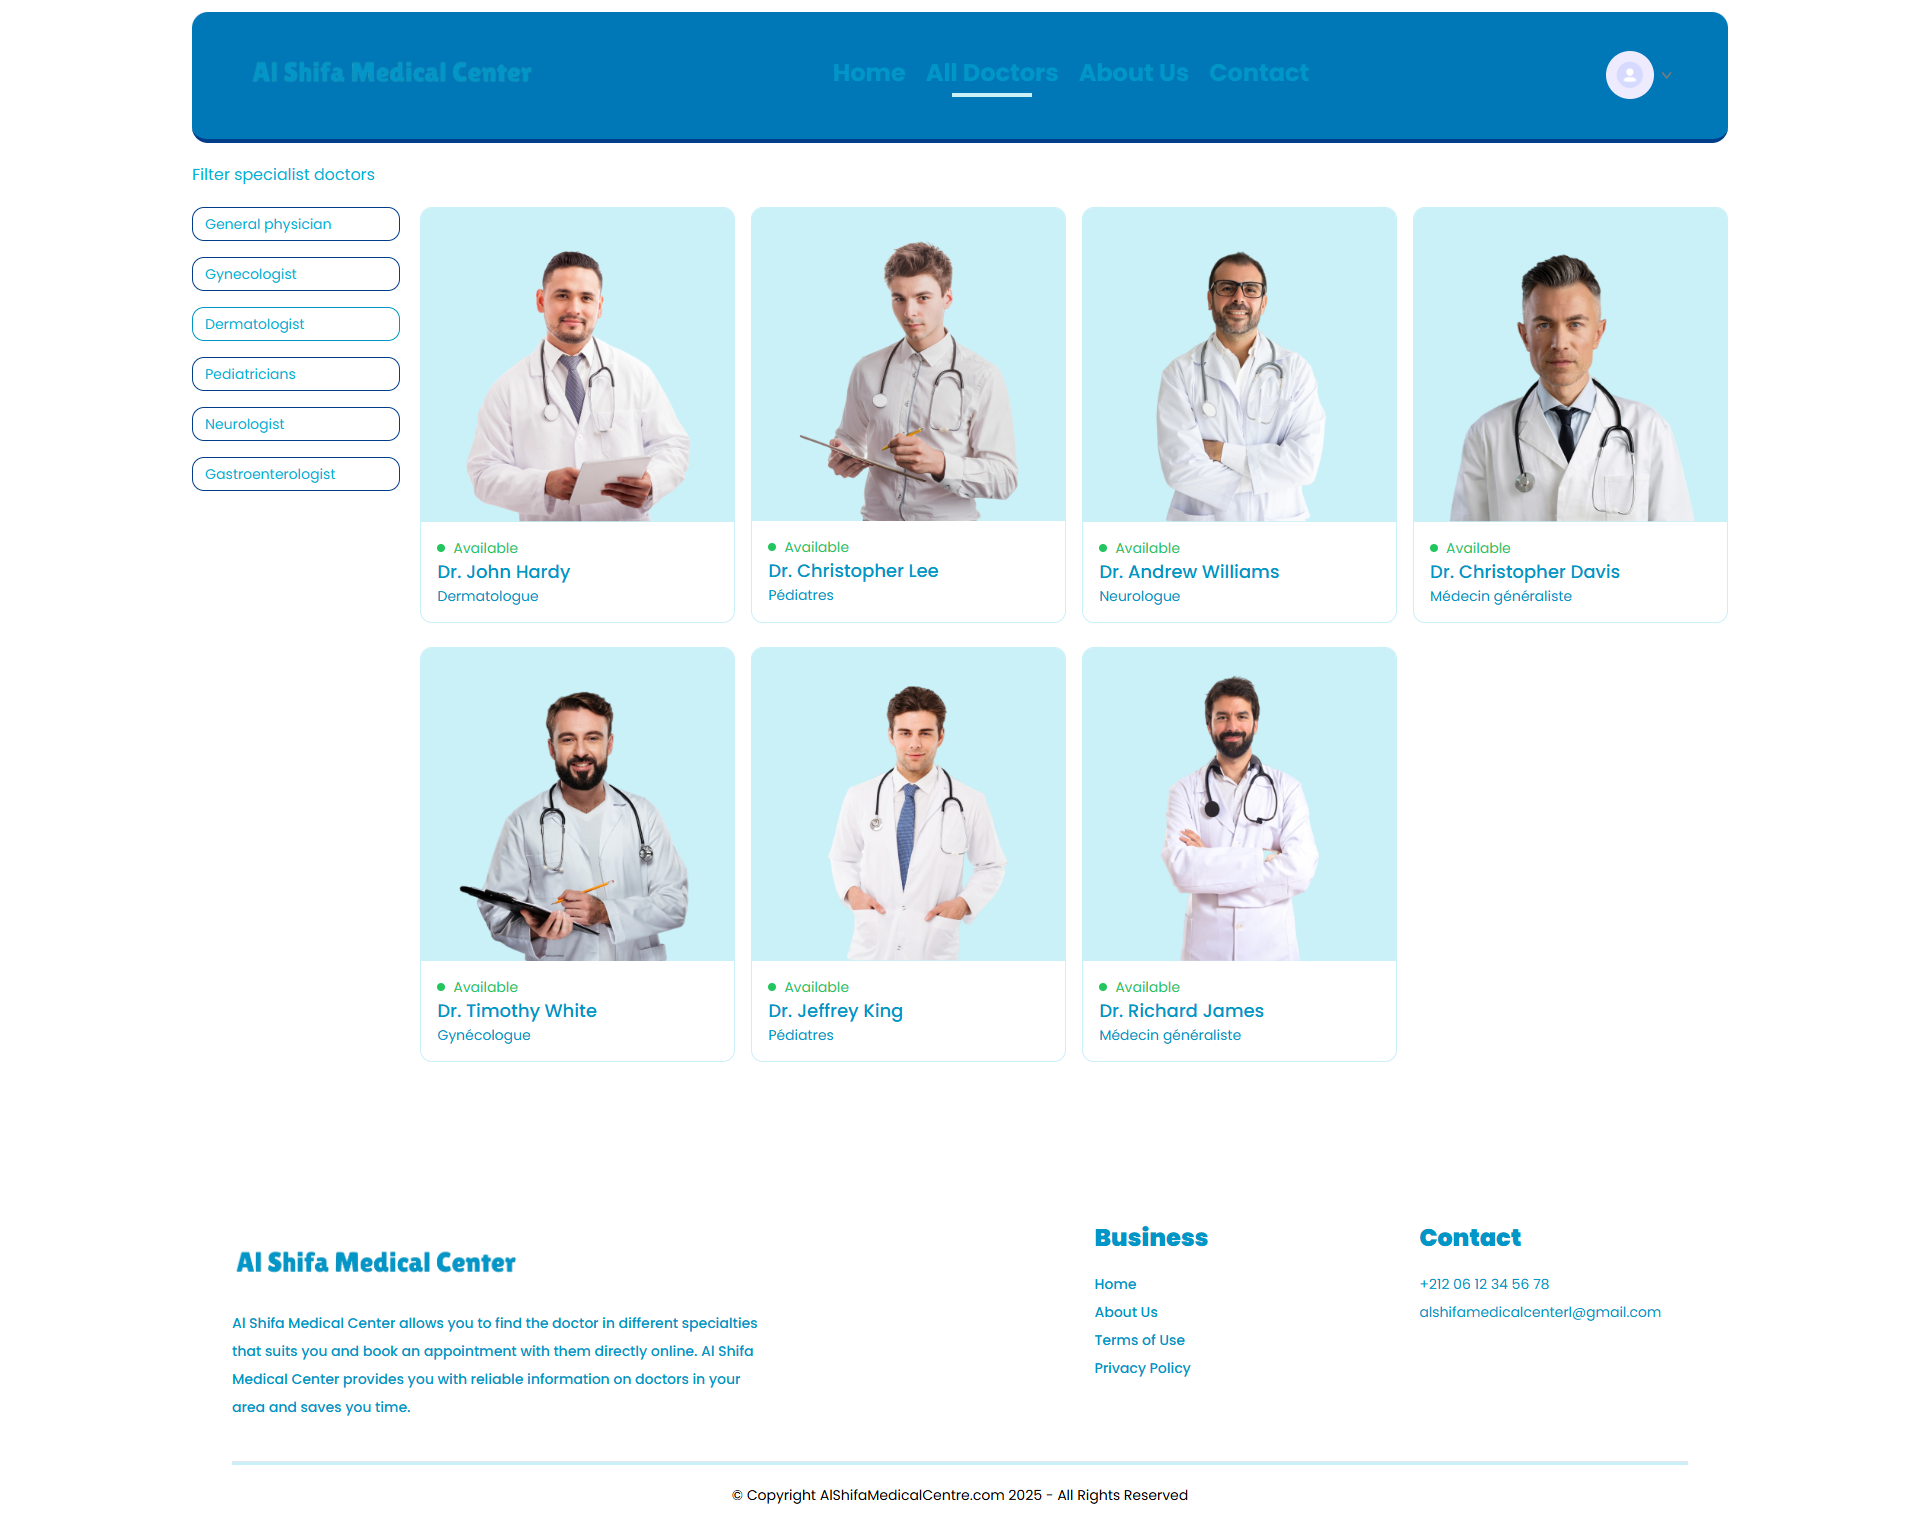 Al Shifa Medical Center
Home All Doctors About Us Contact
Filter specialist doctors
General physician
Gynecologist
Dermatologist
Pediatricians
Neurologist
Gastroenterologist
Available
Dr. John Hardy
Dermatologue
Available
Dr. Christopher Lee
Pédiatres
Available
Dr. Andrew Williams
Neurologue
Available
Dr. Christopher Davis
Médecin généraliste
Available
Dr. Timothy White
Gynécologue
Available
Dr. Jeffrey King
Pédiatres
Available
Dr. Richard James
Médecin généraliste
Al Shifa Medical Center
Al Shifa Medical Center allows you to find the doctor in different specialties
that suits you and book an appointment with them directly online. Al Shifa
Medical Center provides you with reliable information on doctors in your
area and saves you time.
Business
Home
About Us
Terms of Use
Privacy Policy
Contact
+212 06 12 34 56 78
alshifamedicalcenterl@gmail.com
© Copyright AlShifaMedicalCentre.com 2025 - All Rights Reserved